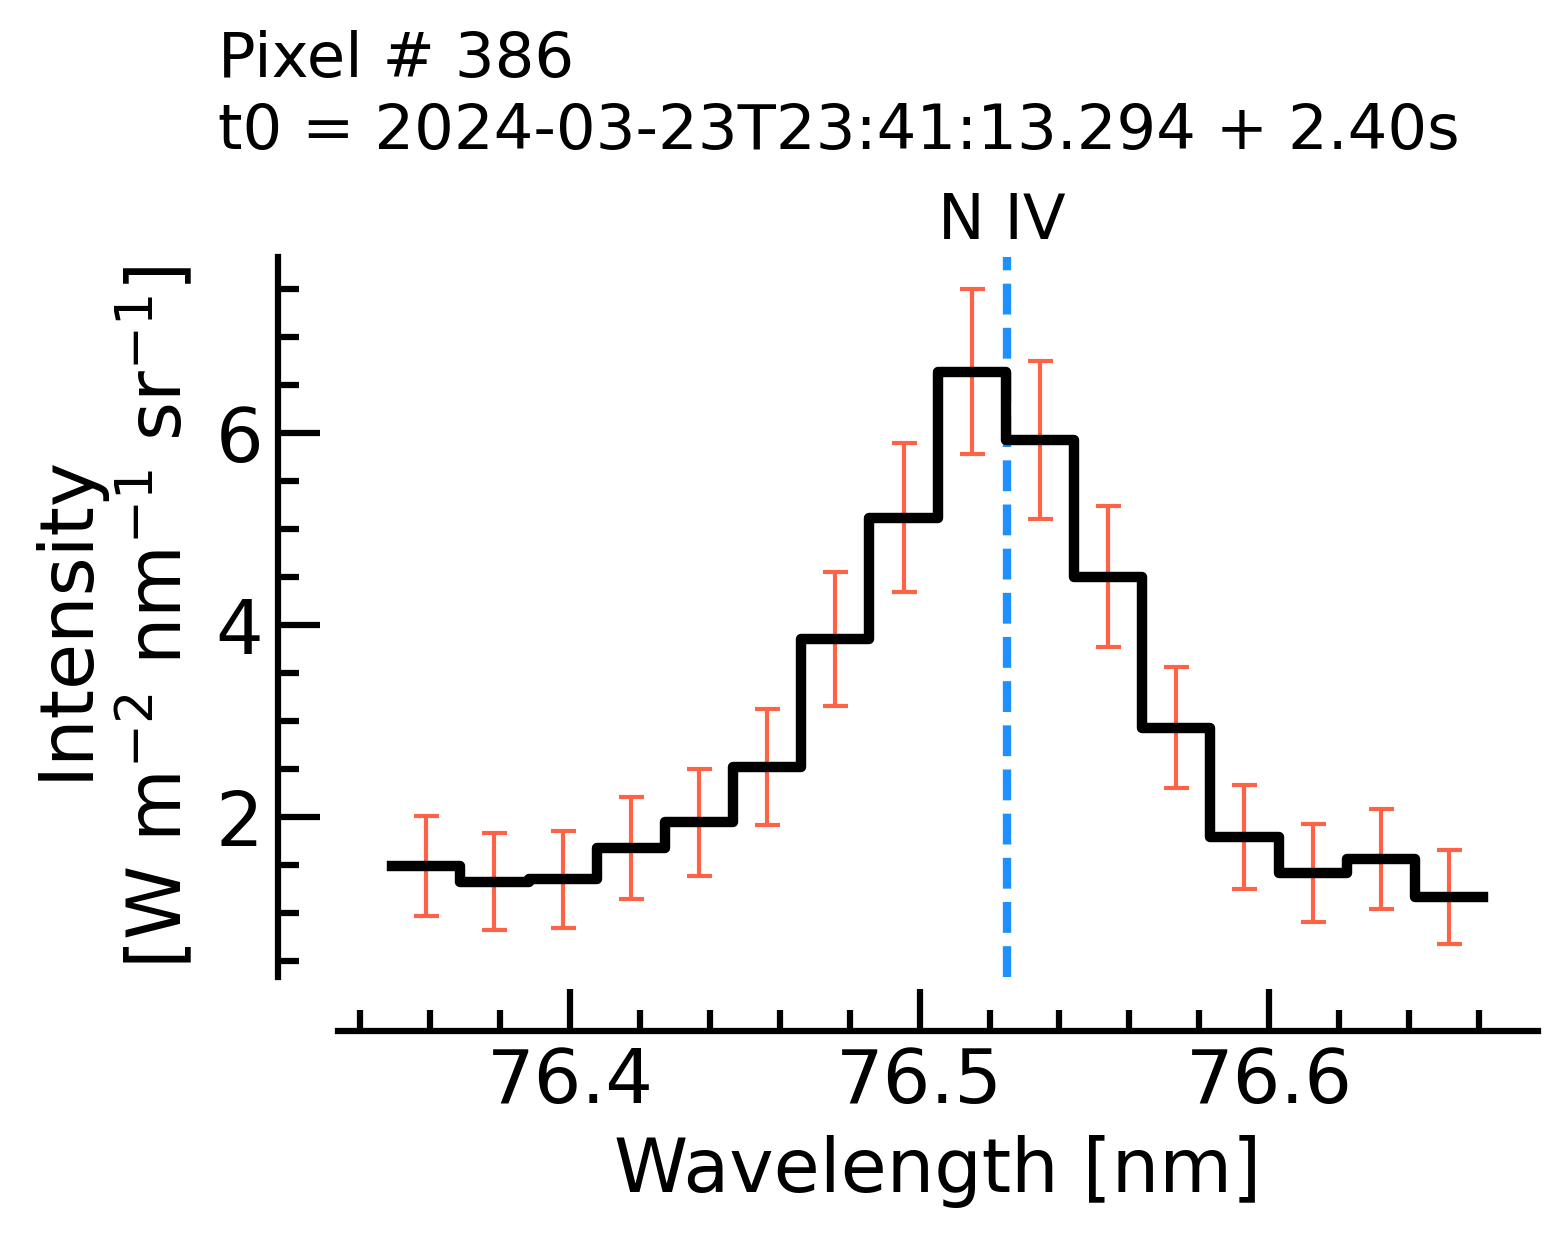 Pixel # 386
t0 = 2024-03-23T23:41:13.294 + 2.40s
N IV
Intensity
[W m⁻² nm⁻¹ sr⁻¹]
6
4
2
76.4 76.5 76.6
Wavelength [nm]